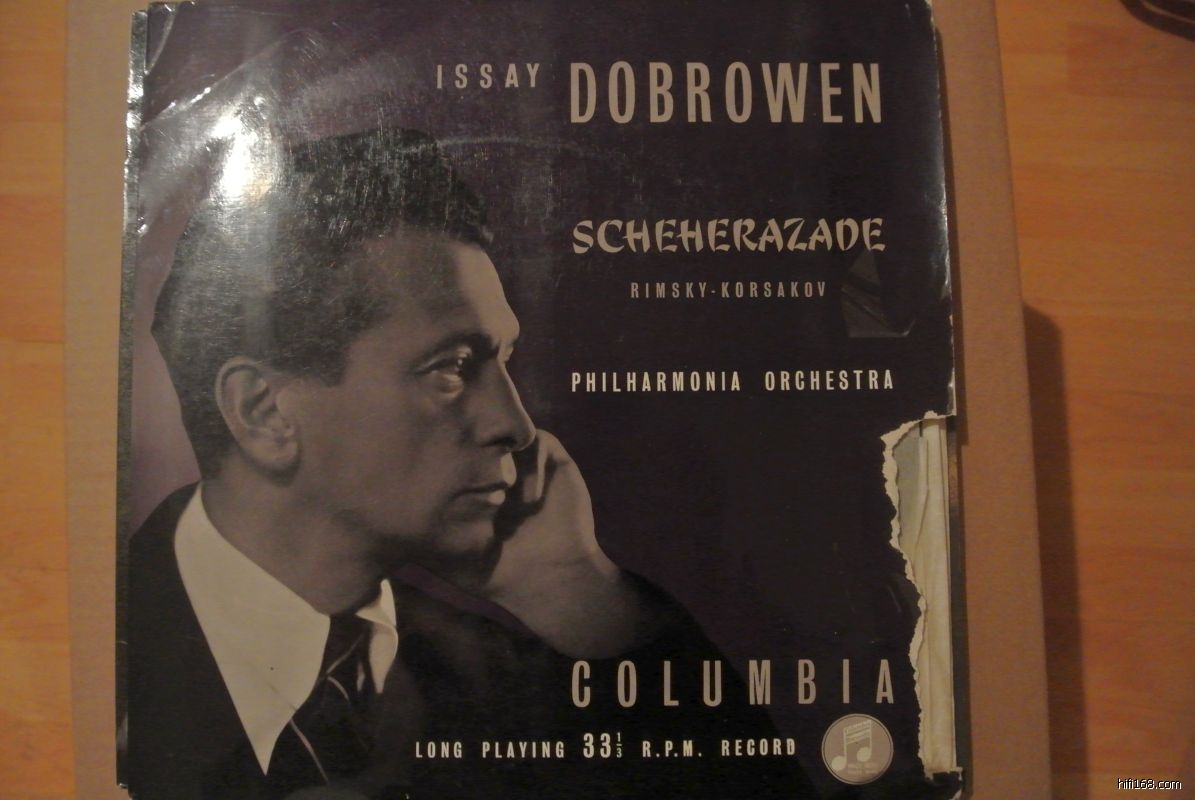 ISSAY DOBROWEN
SCHEHERAZADE
RIMSKY-KORSAKOV
PHILHARMONIA ORCHESTRA
COLUMBIA
LONG PLAYING 33⅓ R.P.M. RECORD
hifi168.com